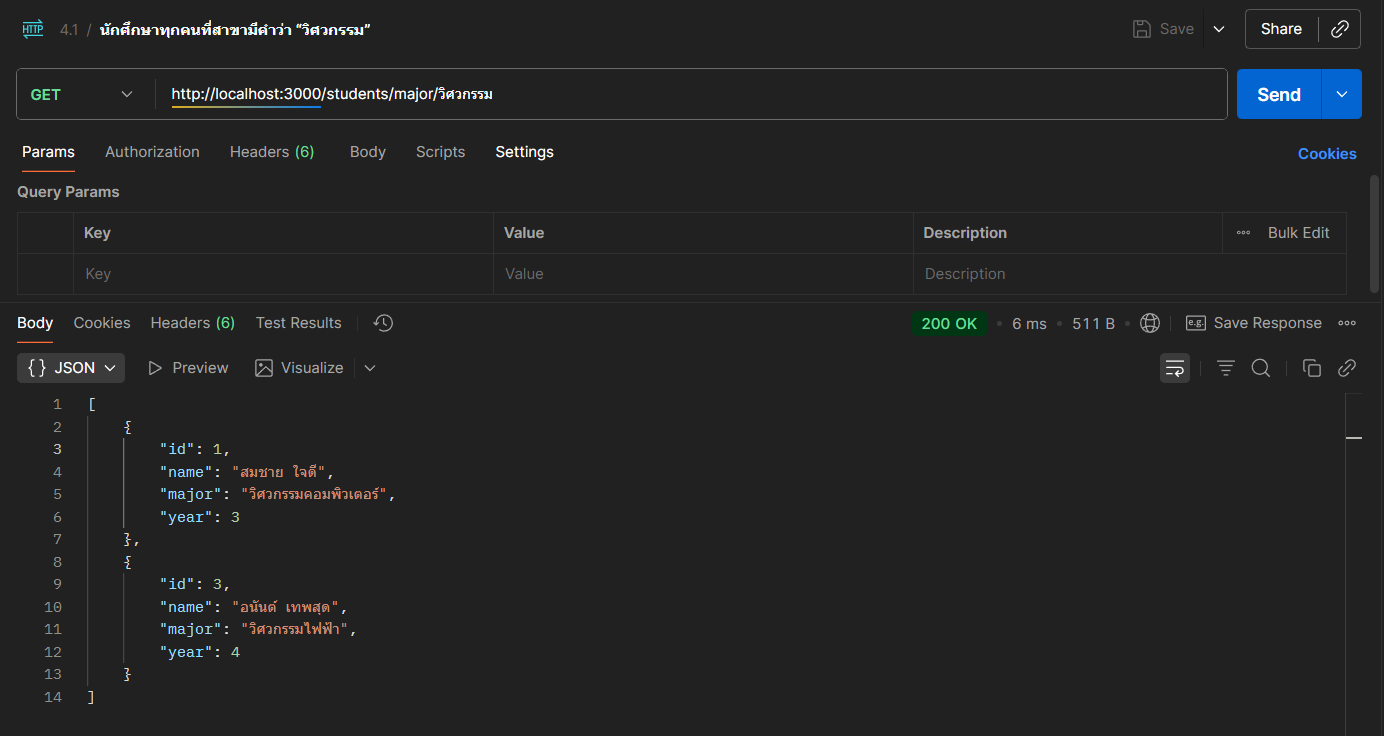 HTTP 4.1 / นักศึกษาทุกคนที่สาขามีคำว่า “วิศวกรรม” Save Share
GET http://localhost:3000/students/major/วิศวกรรม Send
Params Authorization Headers (6) Body Scripts Settings Cookies
Query Params
Key Value Description Bulk Edit
Key Value Description
Body Cookies Headers (6) Test Results 200 OK 6 ms 511 B e.g. Save Response
{} JSON Preview Visualize
1 [
2 {
3 "id": 1,
4 "name": "สมชาย ใจดี",
5 "major": "วิศวกรรมคอมพิวเตอร์",
6 "year": 3
7 },
8 {
9 "id": 3,
10 "name": "อนันต์ เทพสุด",
11 "major": "วิศวกรรมไฟฟ้า",
12 "year": 4
13 }
14 ]